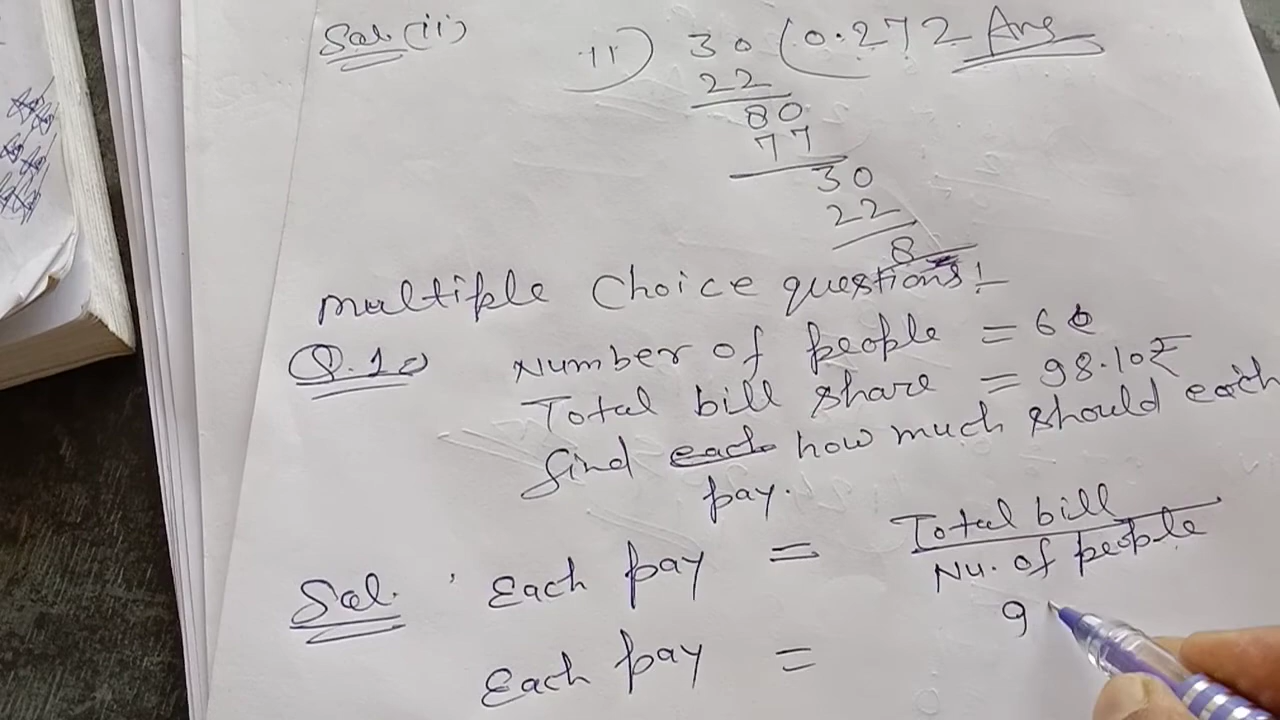 Sol.(ii) 11) 30 (0.272 Ans
22
80
77
30
22
8
multiple choice questions!-
Q.10 Number of people = 6
Total bill share = 98.10₹
find each how much should each
pay.
Sol. Each pay = Total bill
Nu. of people
Each pay = 9